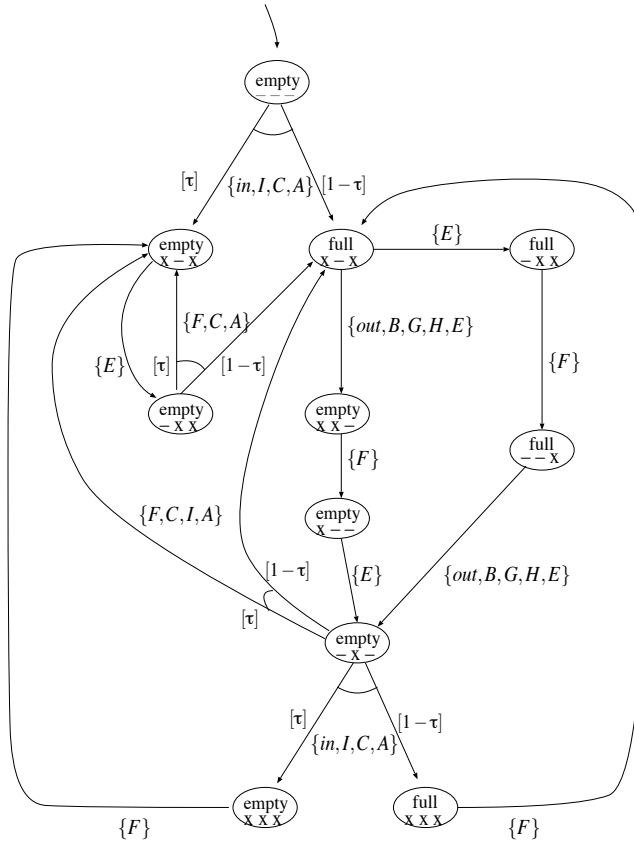 empty
– – –
[τ]
{in,I,C,A}
[1−τ]
empty
x – x
full
x – x
{E}
full
– x x
{F,C,A}
{out,B,G,H,E}
{E}
[τ]
[1−τ]
{F}
empty
– x x
empty
x x –
{F}
full
– – x
{F,C,I,A}
empty
x – –
[1−τ]
{E}
{out,B,G,H,E}
[τ]
empty
– x –
[τ]
{in,I,C,A}
[1−τ]
empty
x x x
full
x x x
{F}
{F}